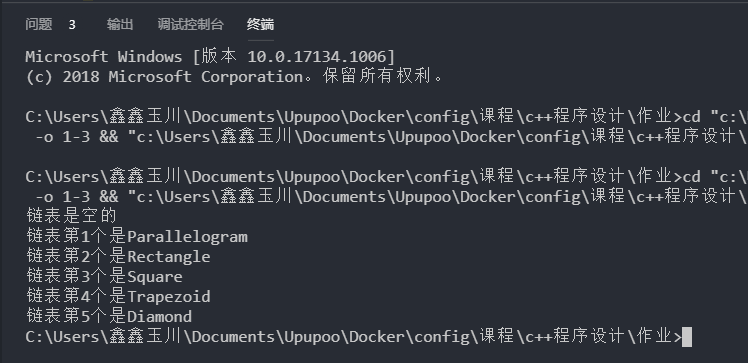 问题 3 输出 调试控制台 终端
Microsoft Windows [版本 10.0.17134.1006]
(c) 2018 Microsoft Corporation。保留所有权利。
C:\Users\鑫鑫玉川\Documents\Upupoo\Docker\config\课程\c++程序设计\作业>cd "c:\
-o 1-3 && "c:\Users\鑫鑫玉川\Documents\Upupoo\Docker\config\课程\c++程序设计\
C:\Users\鑫鑫玉川\Documents\Upupoo\Docker\config\课程\c++程序设计\作业>cd "c:\
-o 1-3 && "c:\Users\鑫鑫玉川\Documents\Upupoo\Docker\config\课程\c++程序设计\
链表是空的
链表第1个是Parallelogram
链表第2个是Rectangle
链表第3个是Square
链表第4个是Trapezoid
链表第5个是Diamond
C:\Users\鑫鑫玉川\Documents\Upupoo\Docker\config\课程\c++程序设计\作业>